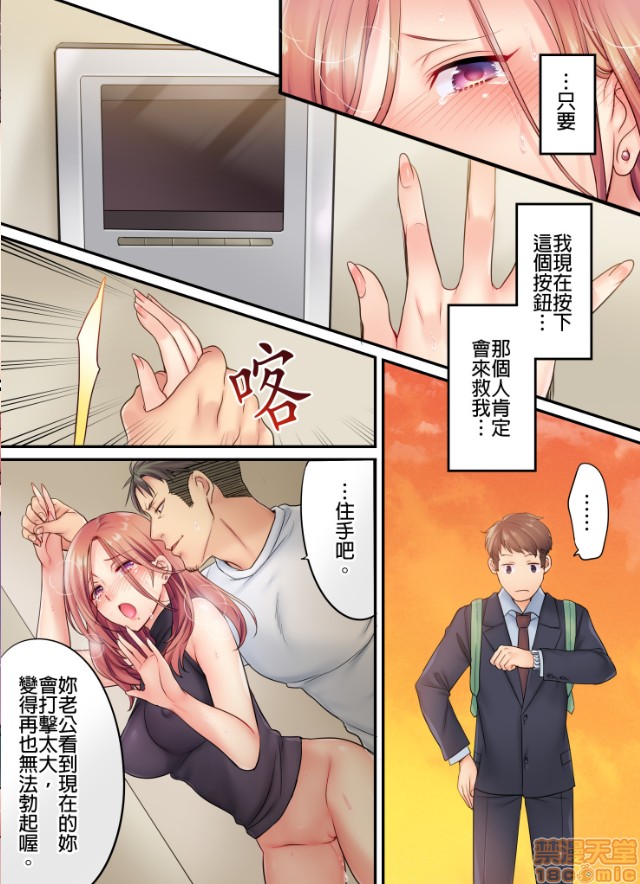 …只要
我現在按下
這個按鈕…
那個人肯定
會來救我…
喀
……
…住手吧。
妳老公看到現在的妳
會打擊太大，
變得再也無法勃起喔。
禁漫天堂
18comic